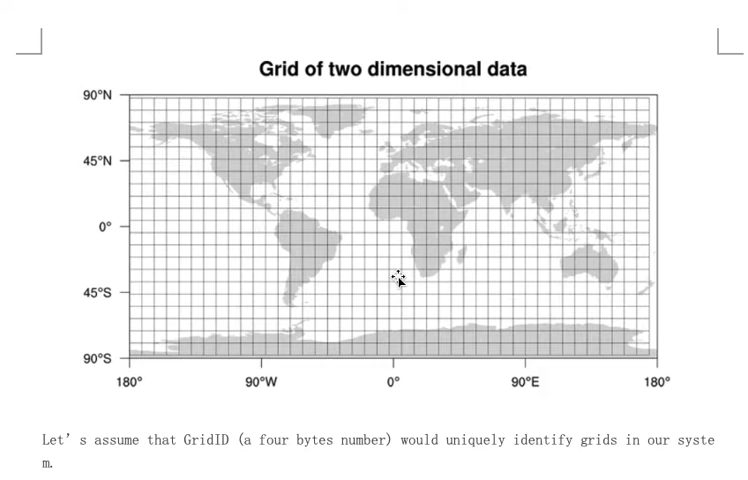 Grid of two dimensional data
90°N
45°N
0°
45°S
90°S
180° 90°W 0° 90°E 180°
Let’s assume that GridID (a four bytes number) would uniquely identify grids in our syste
m.